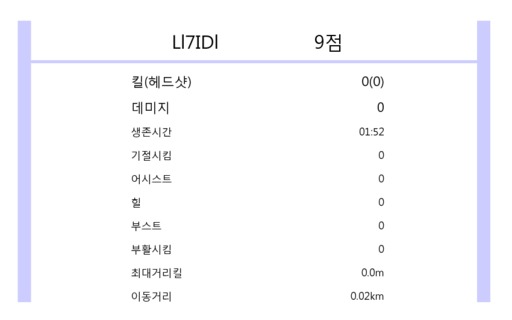 LI7IDI 9점
킬(헤드샷) 0(0)
데미지 0
생존시간 01:52
기절시킴 0
어시스트 0
힐 0
부스트 0
부활시킴 0
최대거리킬 0.0m
이동거리 0.02km